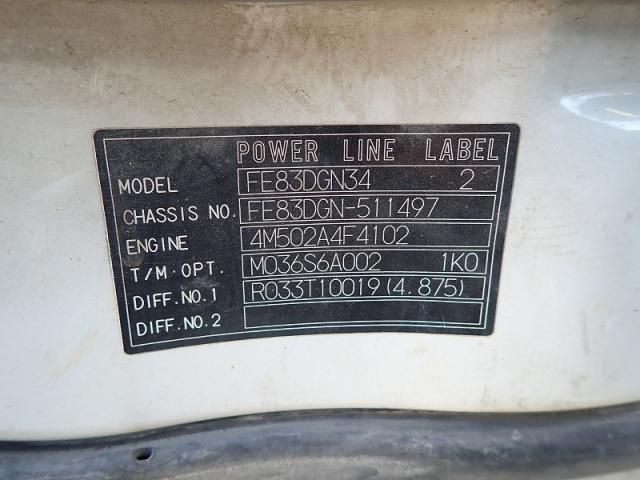 POWER LINE LABEL
MODEL FE83DGN34 2
CHASSIS NO. FE83DGN-511497
ENGINE 4M502A4F4102
T/M·OPT. M036S6A002 1K0
DIFF.NO.1 R033T10019(4.875)
DIFF.NO.2